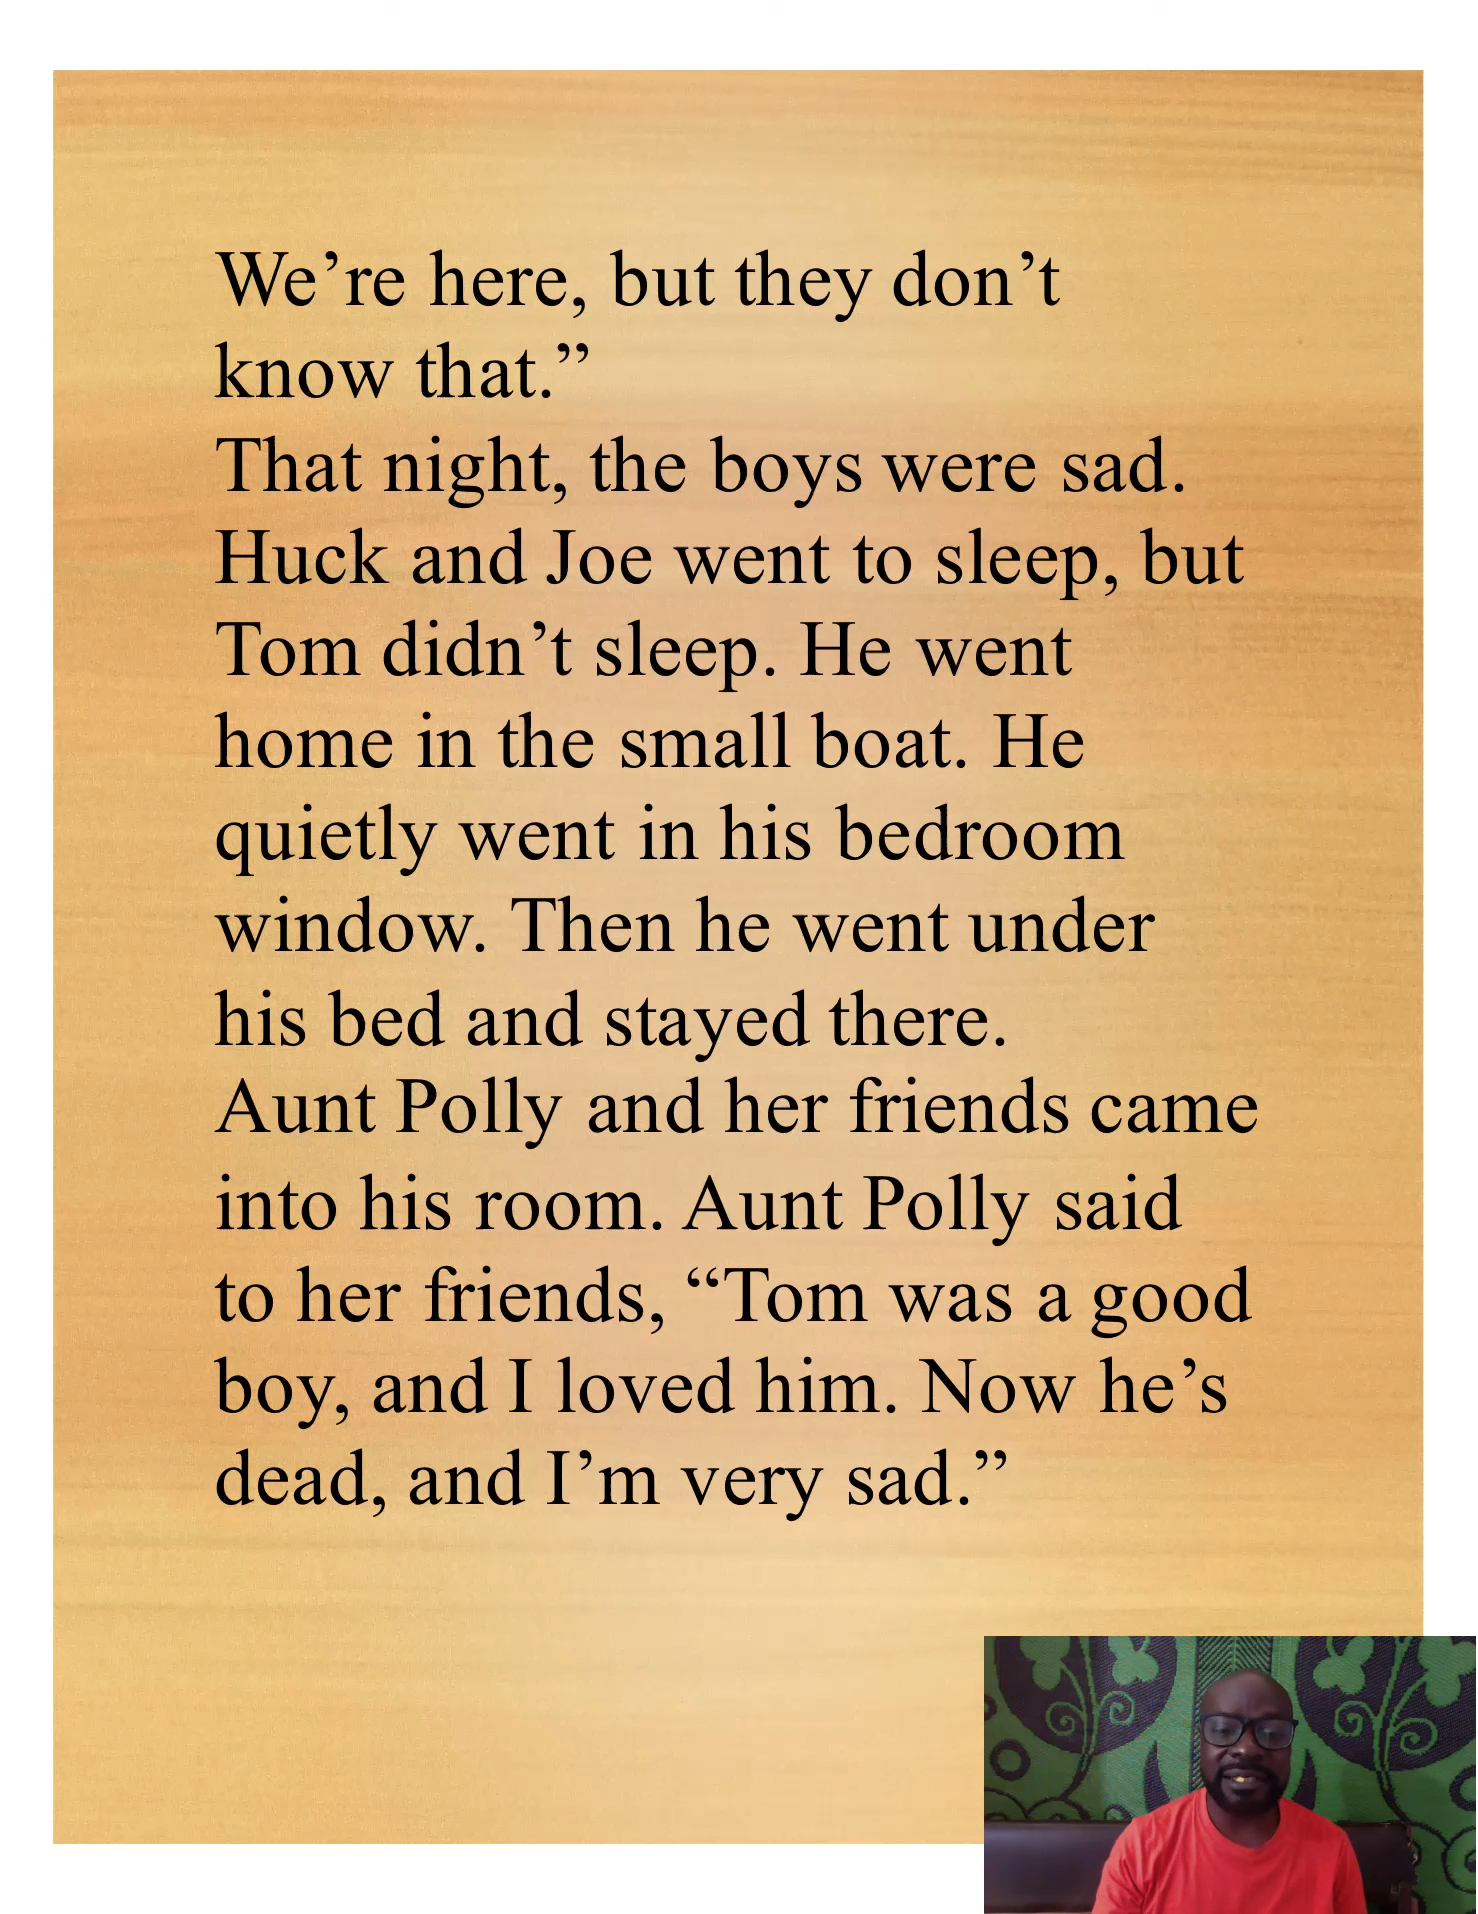 We’re here, but they don’t
know that.”
That night, the boys were sad.
Huck and Joe went to sleep, but
Tom didn’t sleep. He went
home in the small boat. He
quietly went in his bedroom
window. Then he went under
his bed and stayed there.
Aunt Polly and her friends came
into his room. Aunt Polly said
to her friends, “Tom was a good
boy, and I loved him. Now he’s
dead, and I’m very sad.”